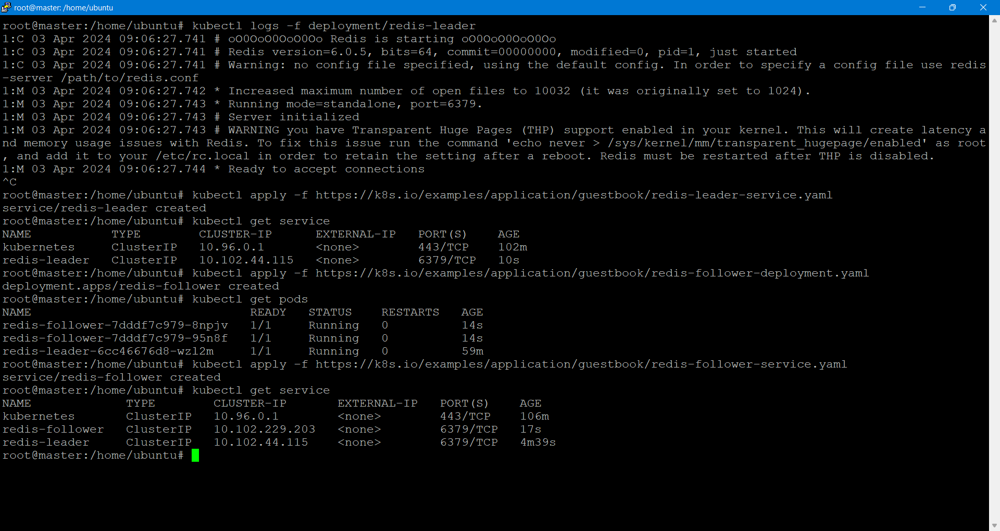 root@master: /home/ubuntu
root@master:/home/ubuntu# kubectl logs -f deployment/redis-leader
1:C 03 Apr 2024 09:06:27.741 # oO0OoO0OoO0Oo Redis is starting oO0OoO0OoO0Oo
1:C 03 Apr 2024 09:06:27.741 # Redis version=6.0.5, bits=64, commit=00000000, modified=0, pid=1, just started
1:C 03 Apr 2024 09:06:27.741 # Warning: no config file specified, using the default config. In order to specify a config file use redis
-server /path/to/redis.conf
1:M 03 Apr 2024 09:06:27.742 * Increased maximum number of open files to 10032 (it was originally set to 1024).
1:M 03 Apr 2024 09:06:27.743 * Running mode=standalone, port=6379.
1:M 03 Apr 2024 09:06:27.743 # Server initialized
1:M 03 Apr 2024 09:06:27.743 # WARNING you have Transparent Huge Pages (THP) support enabled in your kernel. This will create latency a
nd memory usage issues with Redis. To fix this issue run the command 'echo never > /sys/kernel/mm/transparent_hugepage/enabled' as root
, and add it to your /etc/rc.local in order to retain the setting after a reboot. Redis must be restarted after THP is disabled.
1:M 03 Apr 2024 09:06:27.744 * Ready to accept connections
^C
root@master:/home/ubuntu# kubectl apply -f https://k8s.io/examples/application/guestbook/redis-leader-service.yaml
service/redis-leader created
root@master:/home/ubuntu# kubectl get service
NAME           TYPE        CLUSTER-IP      EXTERNAL-IP   PORT(S)    AGE
kubernetes     ClusterIP   10.96.0.1       <none>        443/TCP    102m
redis-leader   ClusterIP   10.102.44.115   <none>        6379/TCP   10s
root@master:/home/ubuntu# kubectl apply -f https://k8s.io/examples/application/guestbook/redis-follower-deployment.yaml
deployment.apps/redis-follower created
root@master:/home/ubuntu# kubectl get pods
NAME                              READY   STATUS    RESTARTS   AGE
redis-follower-7dddf7c979-8npjv   1/1     Running   0          14s
redis-follower-7dddf7c979-95n8f   1/1     Running   0          14s
redis-leader-6cc46676d8-wzl2m     1/1     Running   0          59m
root@master:/home/ubuntu# kubectl apply -f https://k8s.io/examples/application/guestbook/redis-follower-service.yaml
service/redis-follower created
root@master:/home/ubuntu# kubectl get service
NAME             TYPE        CLUSTER-IP       EXTERNAL-IP   PORT(S)    AGE
kubernetes       ClusterIP   10.96.0.1        <none>        443/TCP    106m
redis-follower   ClusterIP   10.102.229.203   <none>        6379/TCP   17s
redis-leader     ClusterIP   10.102.44.115    <none>        6379/TCP   4m39s
root@master:/home/ubuntu#